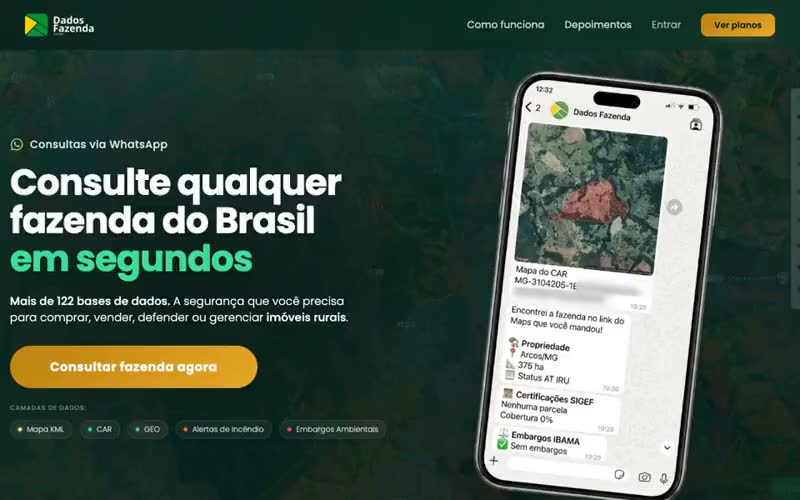 Dados
Fazenda
Como funciona
Depoimentos
Entrar
Ver planos
Consultas via WhatsApp
Consulte qualquer
fazenda do Brasil
em segundos
Mais de 122 bases de dados. A segurança que você precisa
para comprar, vender, defender ou gerenciar imóveis rurais.
Consultar fazenda agora
CAMADAS DE DADOS:
Mapa KML
CAR
GEO
Alertas de Incêndio
Embargos Ambientais
12:32
2
Dados Fazenda
Mapa do CAR
MG-3104205-1E
10:20
Encontrei a fazenda no link do
Maps que você mandou!
Propriedade
Arcos/MG
375 ha
Status AT IRU
10:20
Certificações SIGEF
Nenhuma parcela
Cobertura 0%
10:20
Embargos IBAMA
Sem embargos
10:20